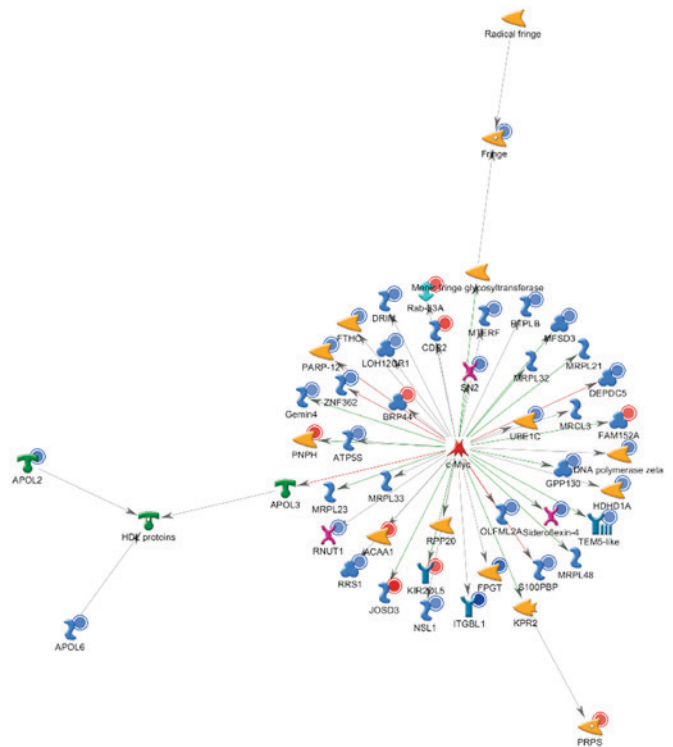 Radical fringe
Fringe
Manic fringe glycosyltransferase
Rab-33A
DRIM
MTERF
PTPLB
FTHO
CDR2
MFSD3
LOH12CR1
PARP-12
MRPL32
MRPL21
SN2
ZNF362
DEPDC5
Gemin4
BRP44
UBE1C
MRCL3
FAM152A
PNPH
ATP5S
c-Myc
DNA polymerase zeta
APOL2
GPP130
MRPL33
APOL3
MRPL23
HDHD1A
HDL proteins
OLFML2A
Sideroflexin-4
TEM5-like
RNUT1
ACAA1
RPP20
RRS1
KIR2DL5
FPGT
S100PBP
MRPL48
JOSD3
NSL1
ITGBL1
KPR2
APOL6
PRPS